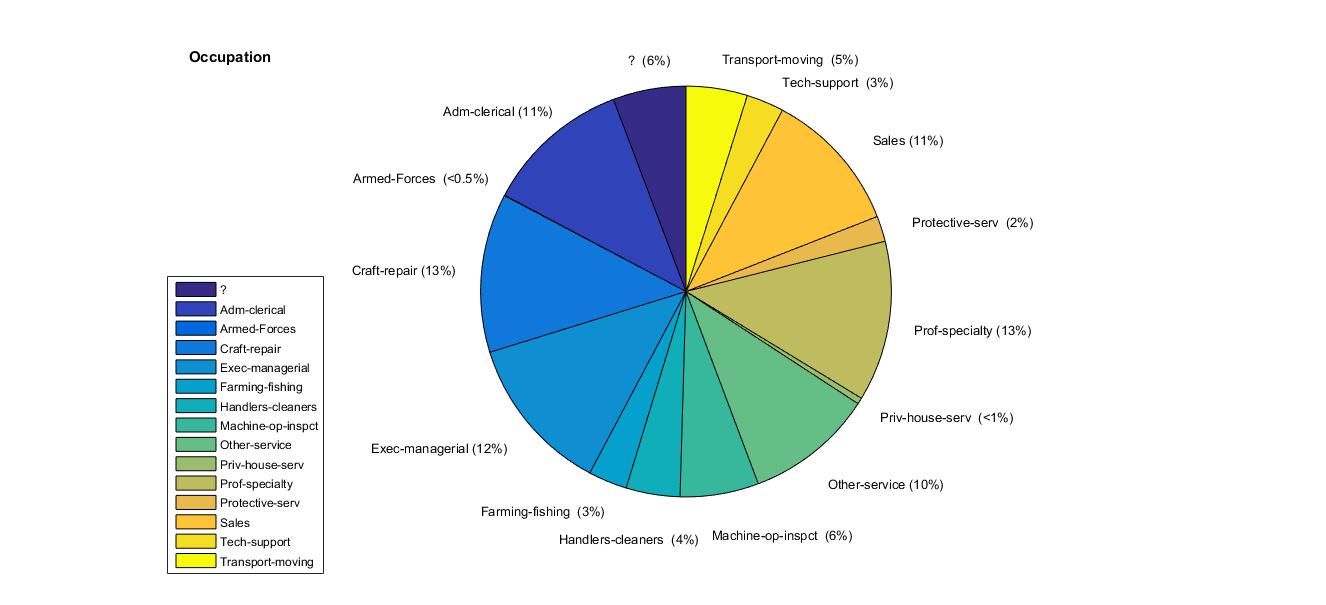 Occupation
? (6%)
Transport-moving (5%)
Tech-support (3%)
Adm-clerical (11%)
Sales (11%)
Armed-Forces (<0.5%)
Protective-serv (2%)
Craft-repair (13%)
Prof-specialty (13%)
Priv-house-serv (<1%)
Exec-managerial (12%)
Other-service (10%)
Farming-fishing (3%)
Handlers-cleaners (4%)
Machine-op-inspct (6%)
?
Adm-clerical
Armed-Forces
Craft-repair
Exec-managerial
Farming-fishing
Handlers-cleaners
Machine-op-inspct
Other-service
Priv-house-serv
Prof-specialty
Protective-serv
Sales
Tech-support
Transport-moving